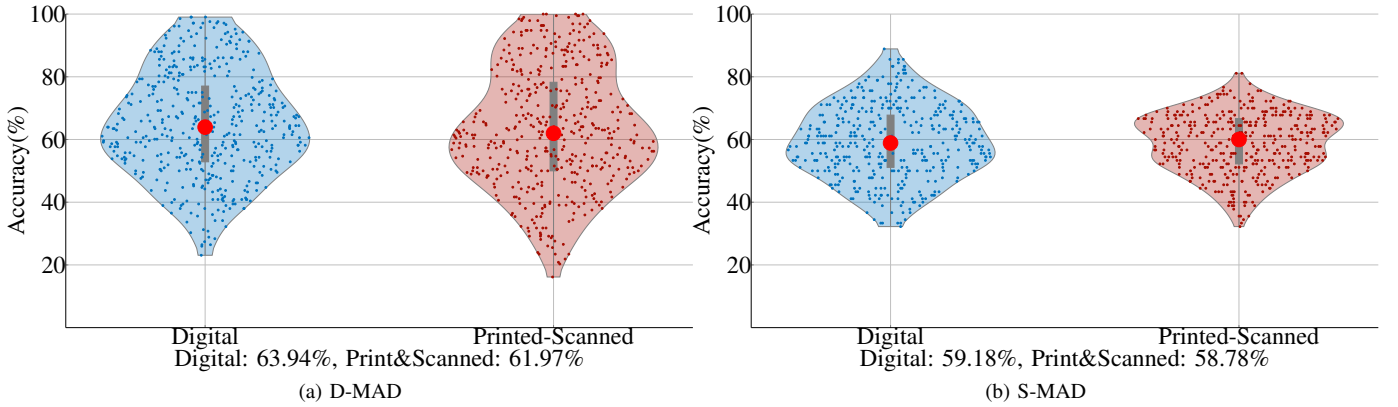 100
80
60
40
20
Accuracy(%)
Digital
Printed-Scanned
Digital: 63.94%, Print&Scanned: 61.97%
(a) D-MAD
100
80
60
40
20
Accuracy(%)
Digital
Printed-Scanned
Digital: 59.18%, Print&Scanned: 58.78%
(b) S-MAD